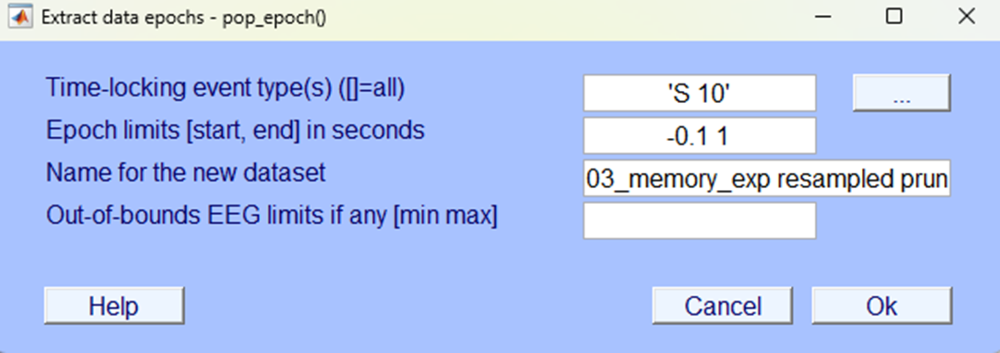 Extract data epochs - pop_epoch()
Time-locking event type(s) ([]=all) 'S 10' ...
Epoch limits [start, end] in seconds -0.1 1
Name for the new dataset 03_memory_exp resampled prun
Out-of-bounds EEG limits if any [min max]
Help Cancel Ok